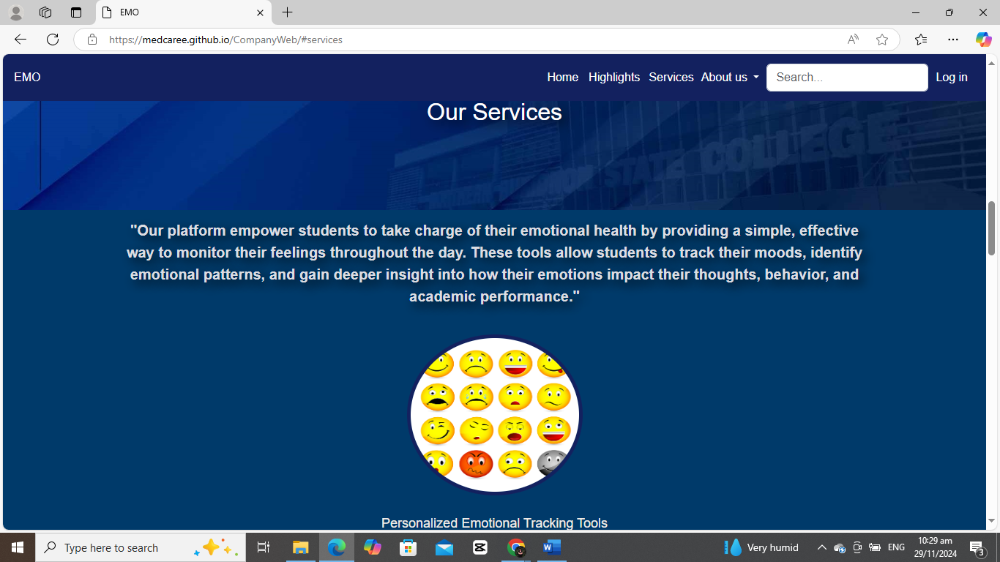 EMO
https://medcaree.github.io/CompanyWeb/#services
EMO
Home Highlights Services About us Search... Log in
Our Services
STATE COLLEGE
"Our platform empower students to take charge of their emotional health by providing a simple, effective
way to monitor their feelings throughout the day. These tools allow students to track their moods, identify
emotional patterns, and gain deeper insight into how their emotions impact their thoughts, behavior, and
academic performance."
Personalized Emotional Tracking Tools
Type here to search
Very humid
ENG
10:29 am
29/11/2024
3